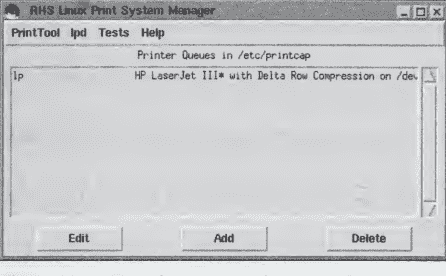 RHS Linux Print System Manager
PrintTool lpd Tests Help
Printer Queues in /etc/printcap
lp HP LaserJet III* with Delta Row Compression on /dev
Edit Add Delete